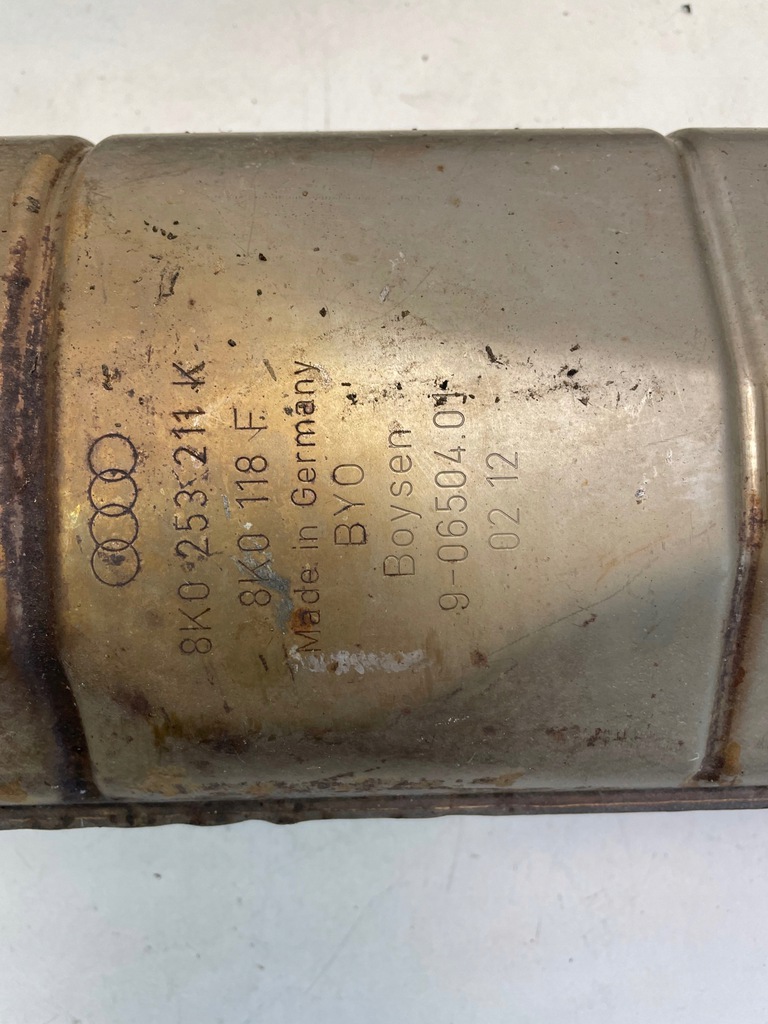 8K0 253 211 K
8K0 118 F
Made in Germany
BYO
Boysen
9-06504.01
02 12